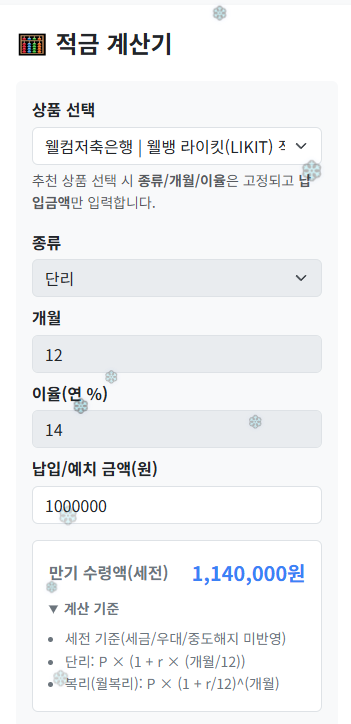 적금 계산기
상품 선택
웰컴저축은행 | 웰뱅 라이킷(LIKIT)
추천 상품 선택 시 종류/개월/이율은 고정되고 납
입금액만 입력합니다.
종류
단리
개월
12
이율(연 %)
14
납입/예치 금액(원)
1000000
만기 수령액(세전) 1,140,000원
▼ 계산 기준
• 세전 기준(세금/우대/중도해지 미반영)
• 단리: P × (1 + r × (개월/12))
• 복리(월복리): P × (1 + r/12)^(개월)